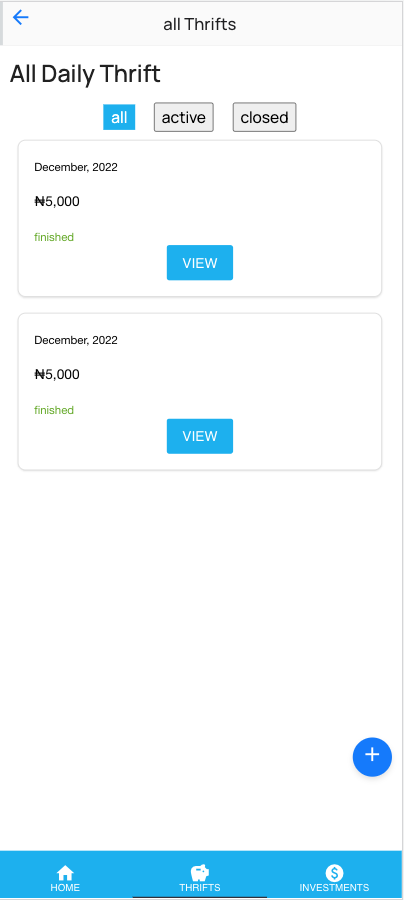 all Thrifts
All Daily Thrift
all active closed
December, 2022
₦5,000
finished
VIEW
December, 2022
₦5,000
finished
VIEW
+
HOME THRIFTS INVESTMENTS